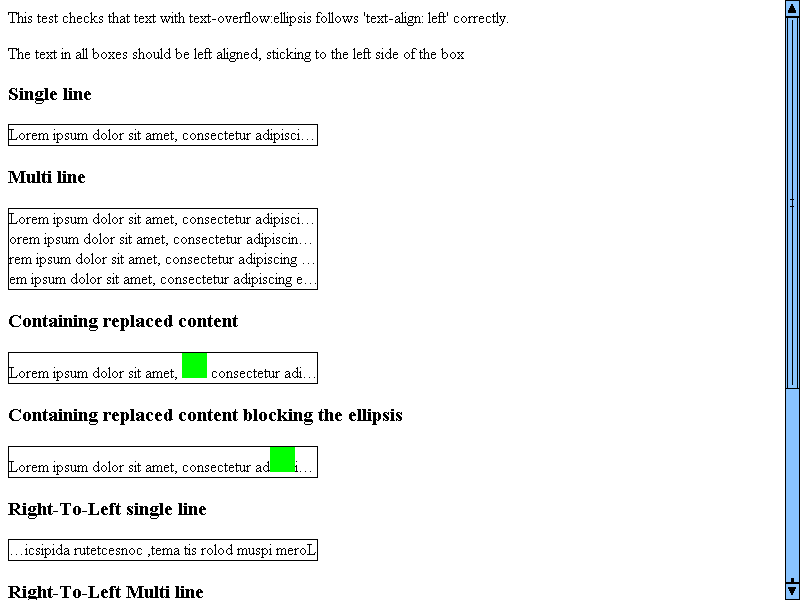 This test checks that text with text-overflow:ellipsis follows 'text-align: left' correctly.
The text in all boxes should be left aligned, sticking to the left side of the box
Single line
Lorem ipsum dolor sit amet, consectetur adipisci…
Multi line
Lorem ipsum dolor sit amet, consectetur adipisci…
orem ipsum dolor sit amet, consectetur adipiscin…
rem ipsum dolor sit amet, consectetur adipiscing …
em ipsum dolor sit amet, consectetur adipiscing e…
Containing replaced content
Lorem ipsum dolor sit amet, consectetur adi…
Containing replaced content blocking the ellipsis
Lorem ipsum dolor sit amet, consectetur ad i…
Right-To-Left single line
…icsipida rutetcesnoc ,tema tis rolod muspi meroL
Right-To-Left Multi line